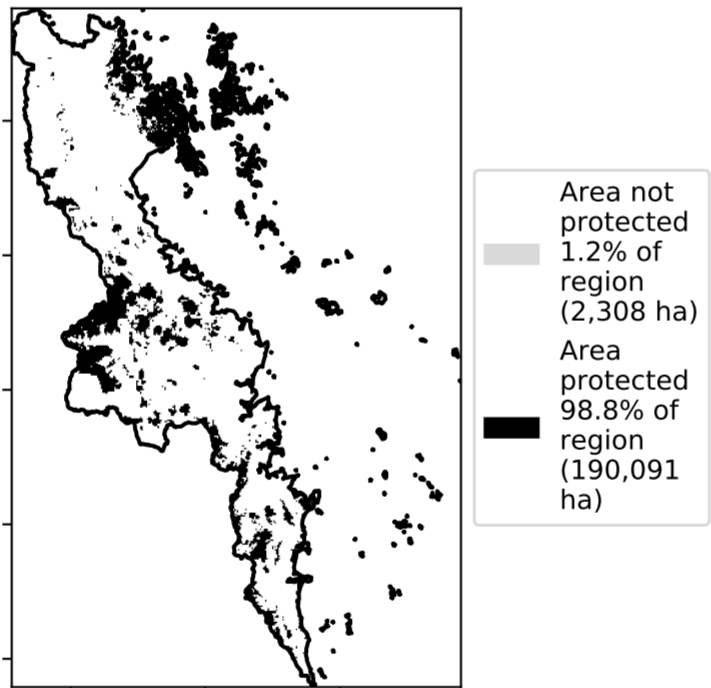 Area not
protected
1.2% of
region
(2,308 ha)
Area
protected
98.8% of
region
(190,091
ha)